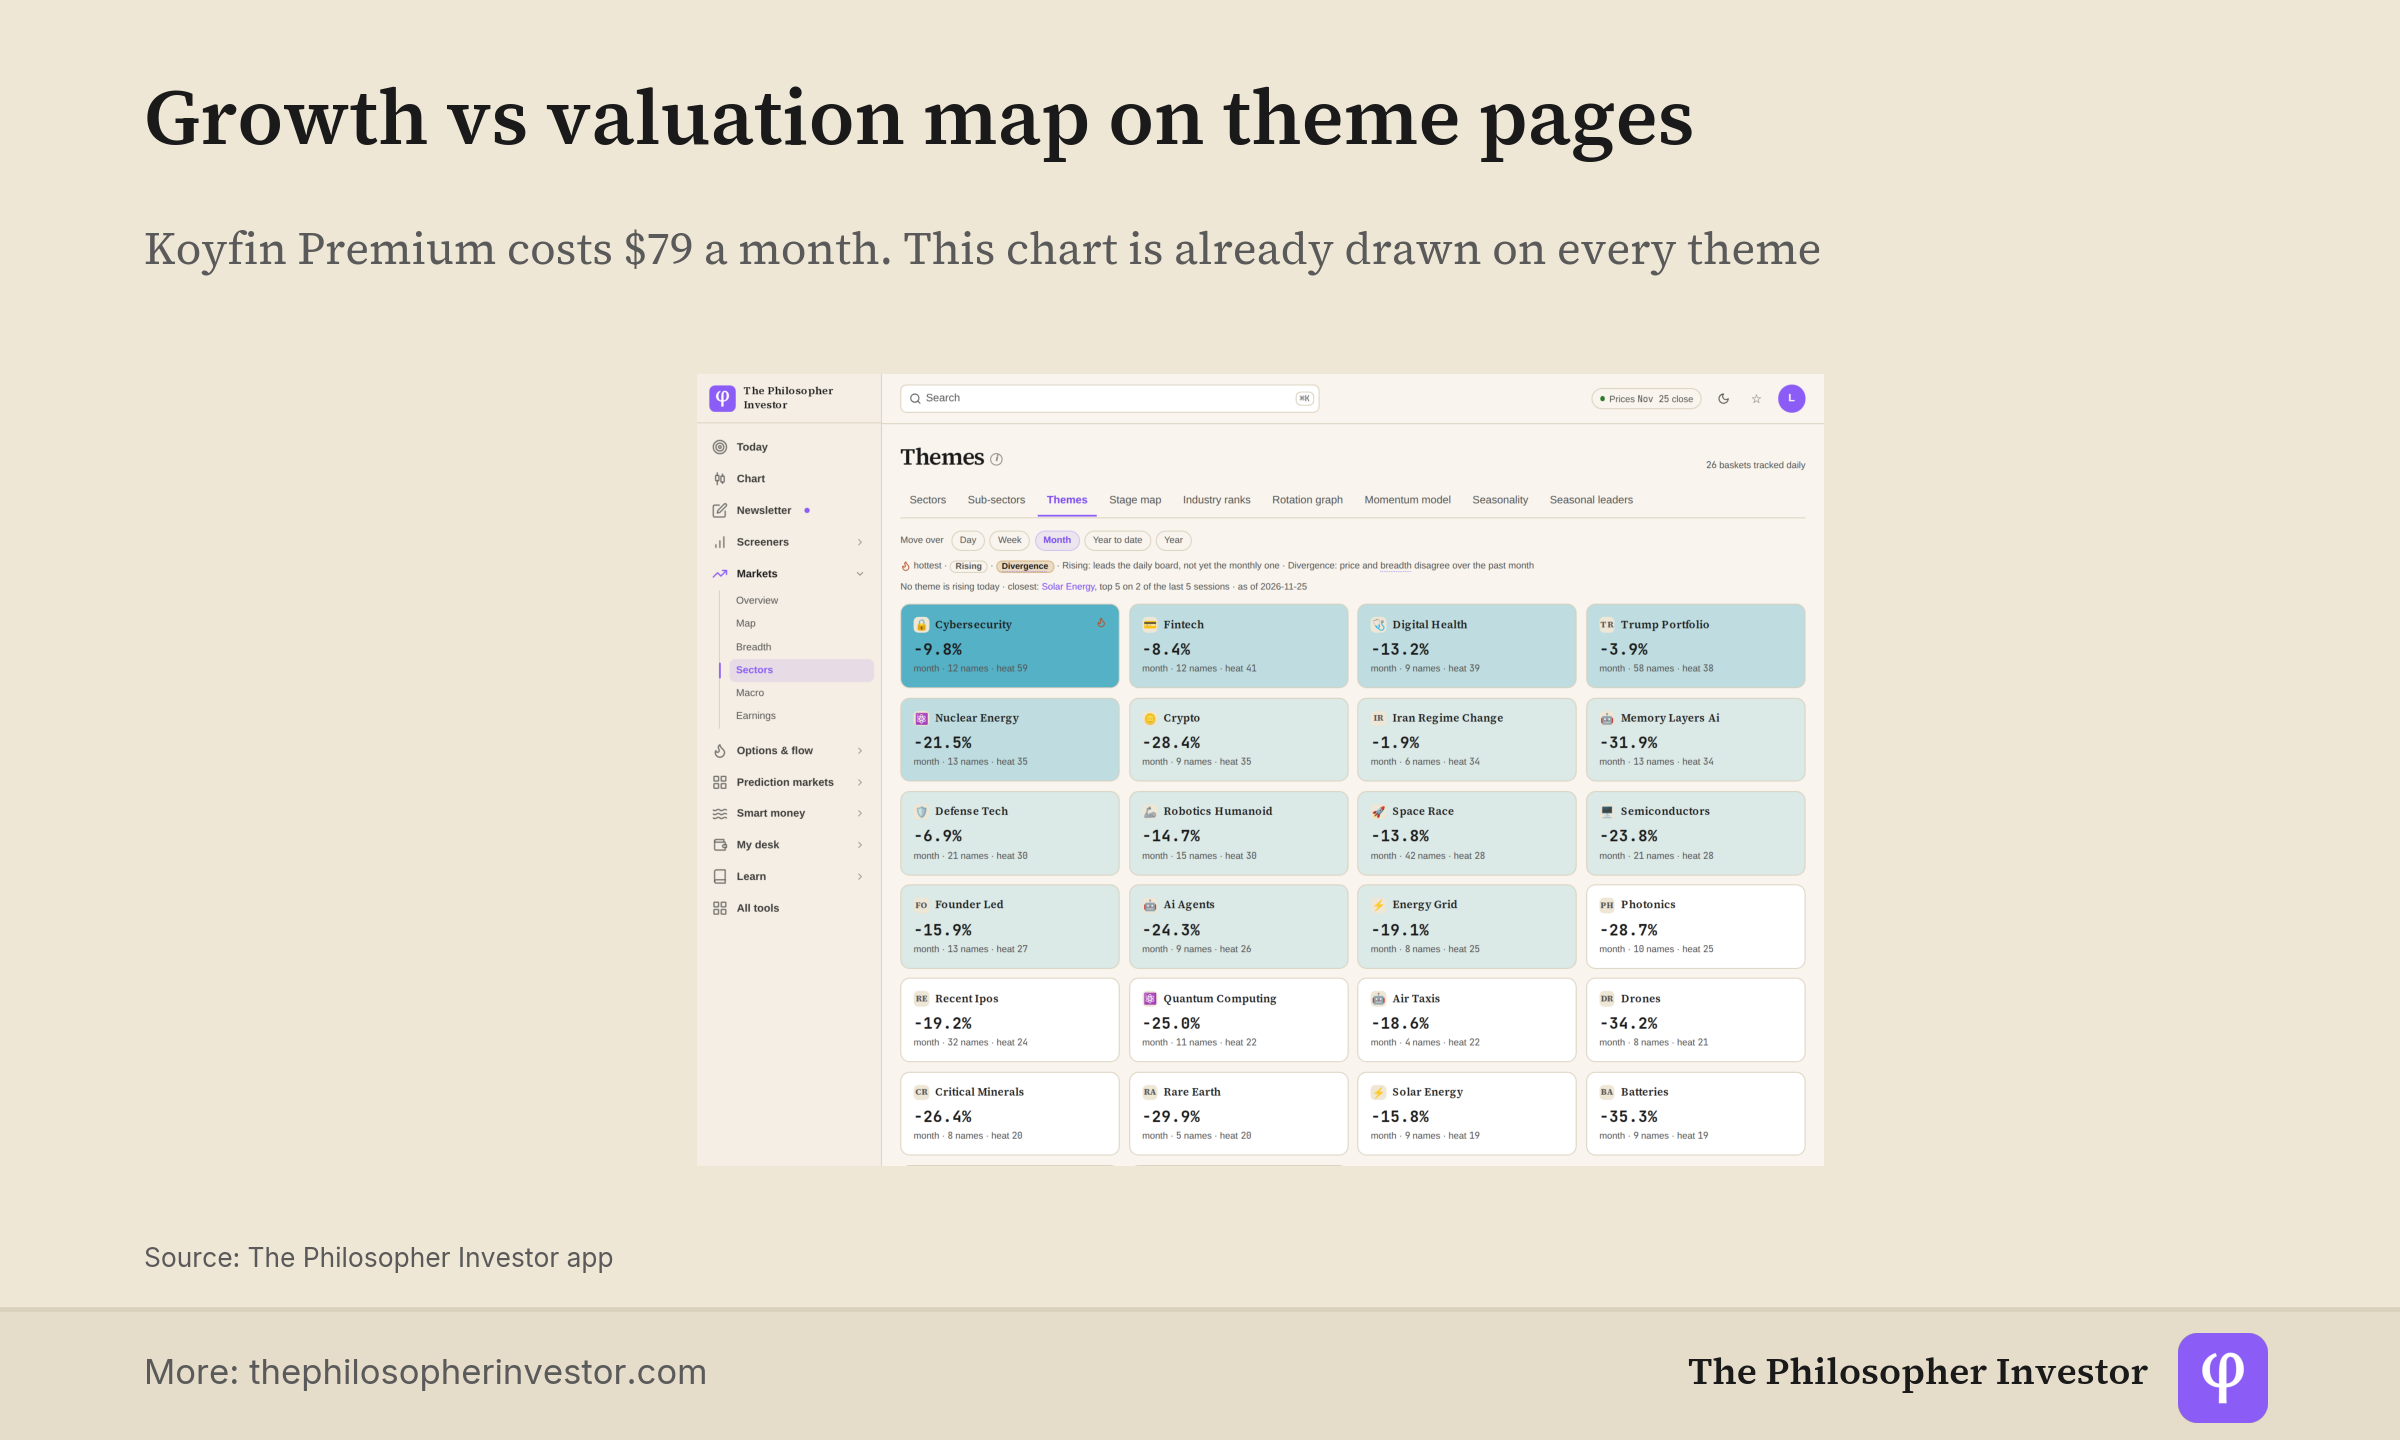 Growth vs valuation map on theme pages
Koyfin Premium costs $79 a month. This chart is already drawn on every theme
φ The Philosopher Investor
Search ⌘K
Prices Nov 25 close
L
Today
Chart
Newsletter
Screeners
Markets
Overview
Map
Breadth
Sectors
Macro
Earnings
Options & flow
Prediction markets
Smart money
My desk
Learn
All tools
Themes
26 baskets tracked daily
Sectors Sub-sectors Themes Stage map Industry ranks Rotation graph Momentum model Seasonality Seasonal leaders
Move over Day Week Month Year to date Year
hottest · Rising · Divergence · Rising: leads the daily board, not yet the monthly one · Divergence: price and breadth disagree over the past month
No theme is rising today · closest: Solar Energy, top 5 on 2 of the last 5 sessions · as of 2026-11-25
Cybersecurity
-9.8%
month · 12 names · heat 59
Fintech
-8.4%
month · 12 names · heat 41
Digital Health
-13.2%
month · 9 names · heat 39
TR Trump Portfolio
-3.9%
month · 58 names · heat 38
Nuclear Energy
-21.5%
month · 13 names · heat 35
Crypto
-28.4%
month · 9 names · heat 35
IR Iran Regime Change
-1.9%
month · 6 names · heat 34
Memory Layers Ai
-31.9%
month · 13 names · heat 34
Defense Tech
-6.9%
month · 21 names · heat 30
Robotics Humanoid
-14.7%
month · 15 names · heat 30
Space Race
-13.8%
month · 42 names · heat 28
Semiconductors
-23.8%
month · 21 names · heat 28
FO Founder Led
-15.9%
month · 13 names · heat 27
Ai Agents
-24.3%
month · 9 names · heat 26
Energy Grid
-19.1%
month · 8 names · heat 25
PH Photonics
-28.7%
month · 10 names · heat 25
RE Recent Ipos
-19.2%
month · 32 names · heat 24
Quantum Computing
-25.0%
month · 11 names · heat 22
Air Taxis
-18.6%
month · 4 names · heat 22
DR Drones
-34.2%
month · 8 names · heat 21
CR Critical Minerals
-26.4%
month · 8 names · heat 20
RA Rare Earth
-29.9%
month · 5 names · heat 20
Solar Energy
-15.8%
month · 9 names · heat 19
BA Batteries
-35.3%
month · 9 names · heat 19
Source: The Philosopher Investor app
More: thephilosopherinvestor.com
The Philosopher Investor φ